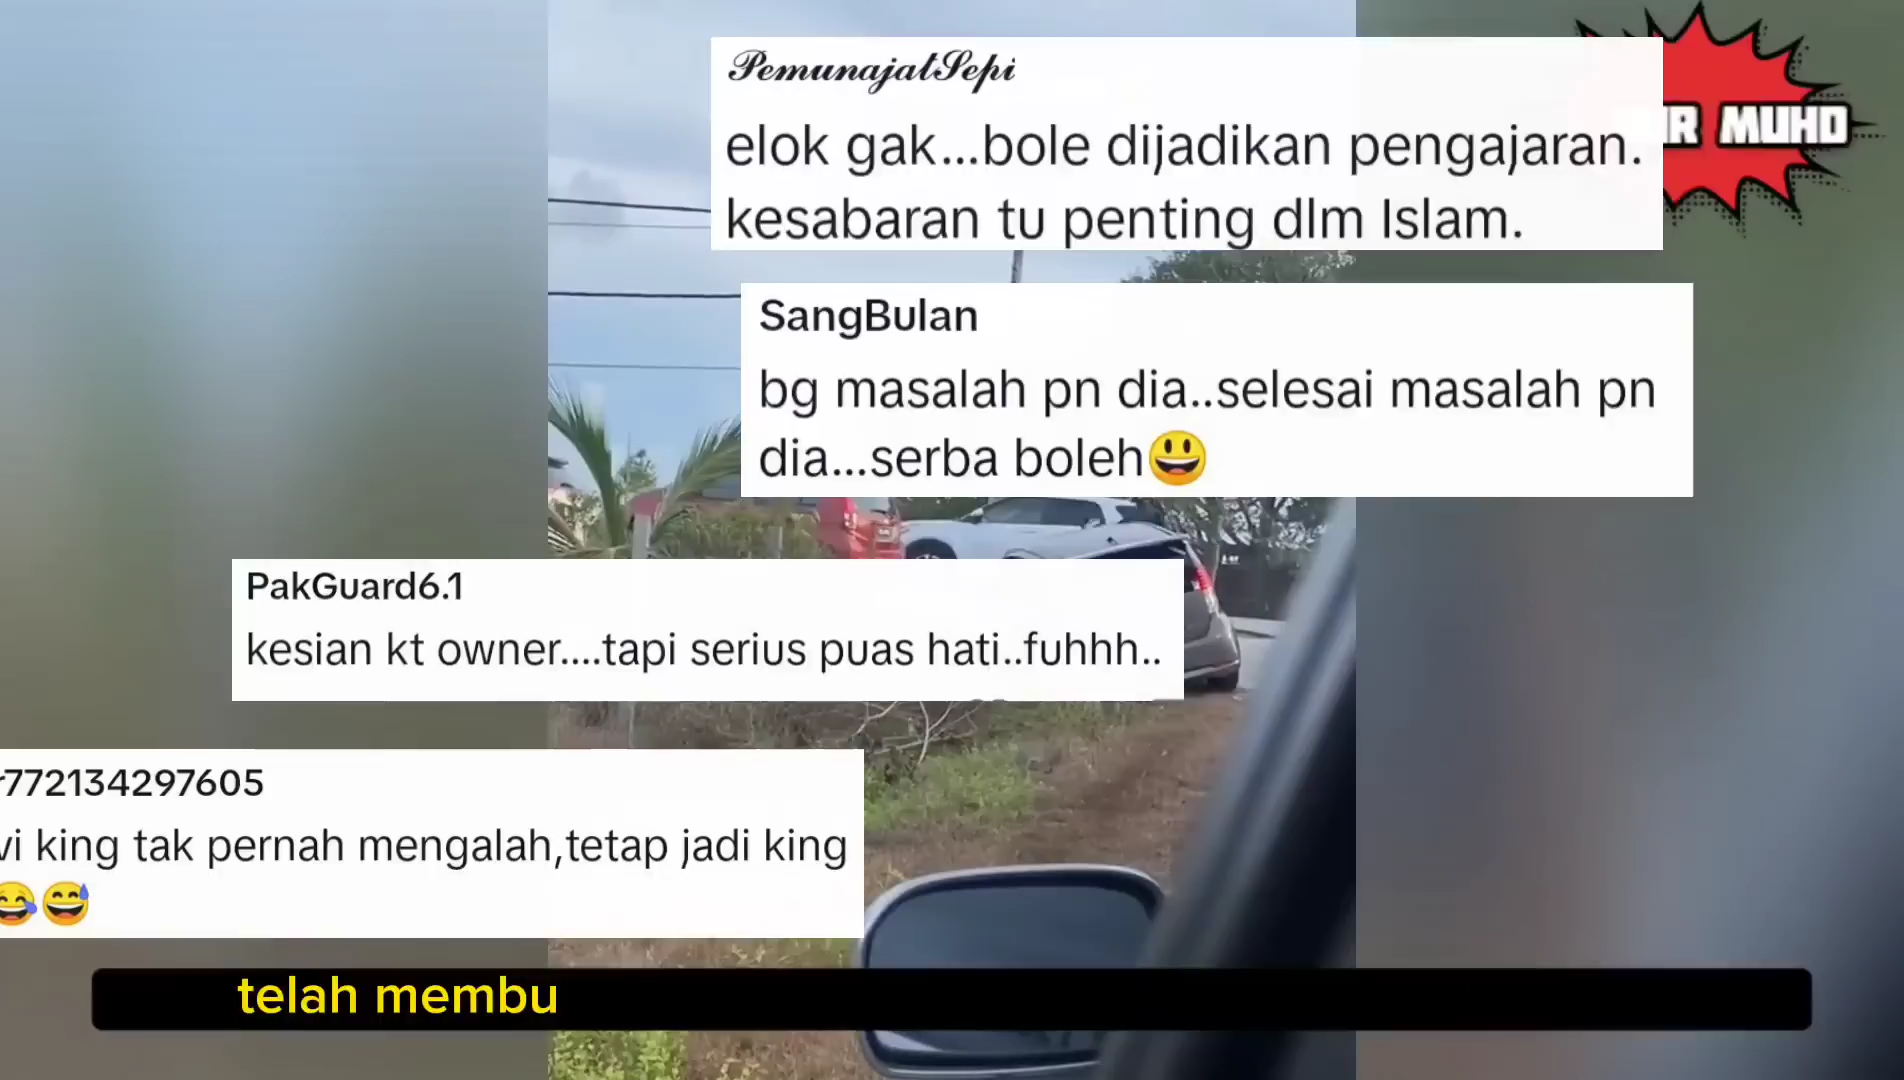 PemunajatSepi
elok gak...bole dijadikan pengajaran.
kesabaran tu penting dlm Islam.
MUHD
SangBulan
bg masalah pn dia..selesai masalah pn
dia...serba boleh😃
PakGuard6.1
kesian kt owner....tapi serius puas hati..fuhhh..
r772134297605
vi king tak pernah mengalah,tetap jadi king
😂😅
telah membu